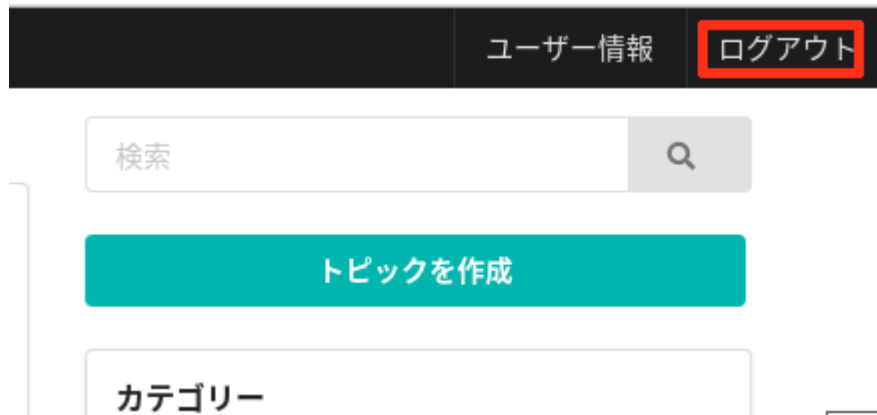 ユーザー情報 ログアウト
検索
トピックを作成
カテゴリー